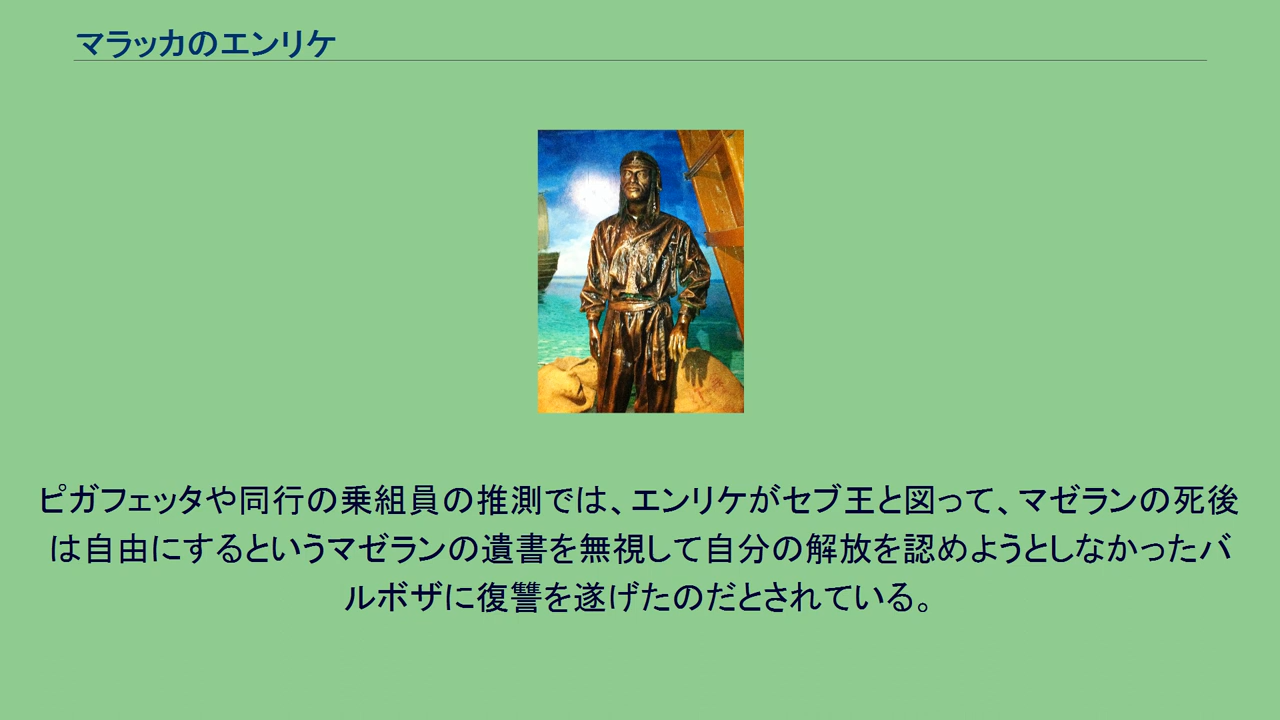 マラッカのエンリケ
ピガフェッタや同行の乗組員の推測では、エンリケがセブ王と図って、マゼランの死後
は自由にするというマゼランの遺書を無視して自分の解放を認めようとしなかったバ
ルボザに復讐を遂げたのだとされている。